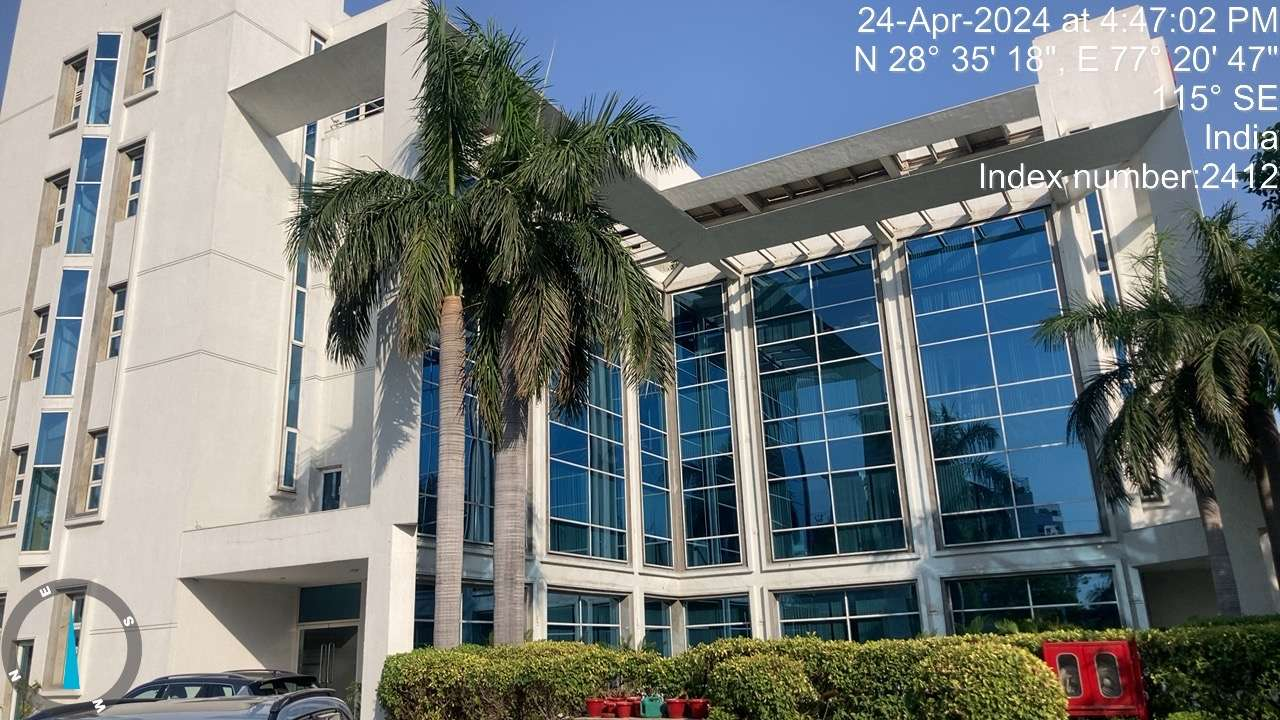 24-Apr-2024 at 4:47:02 PM
N 28° 35' 18", E 77° 20' 47"
115° SE
India
Index number:2412
E
S
N
W